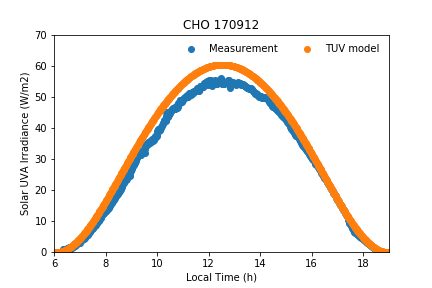 CHO 170912
Measurement
TUV model
70
60
50
40
30
20
10
0
Solar UVA Irradiance (W/m2)
6 8 10 12 14 16 18
Local Time (h)